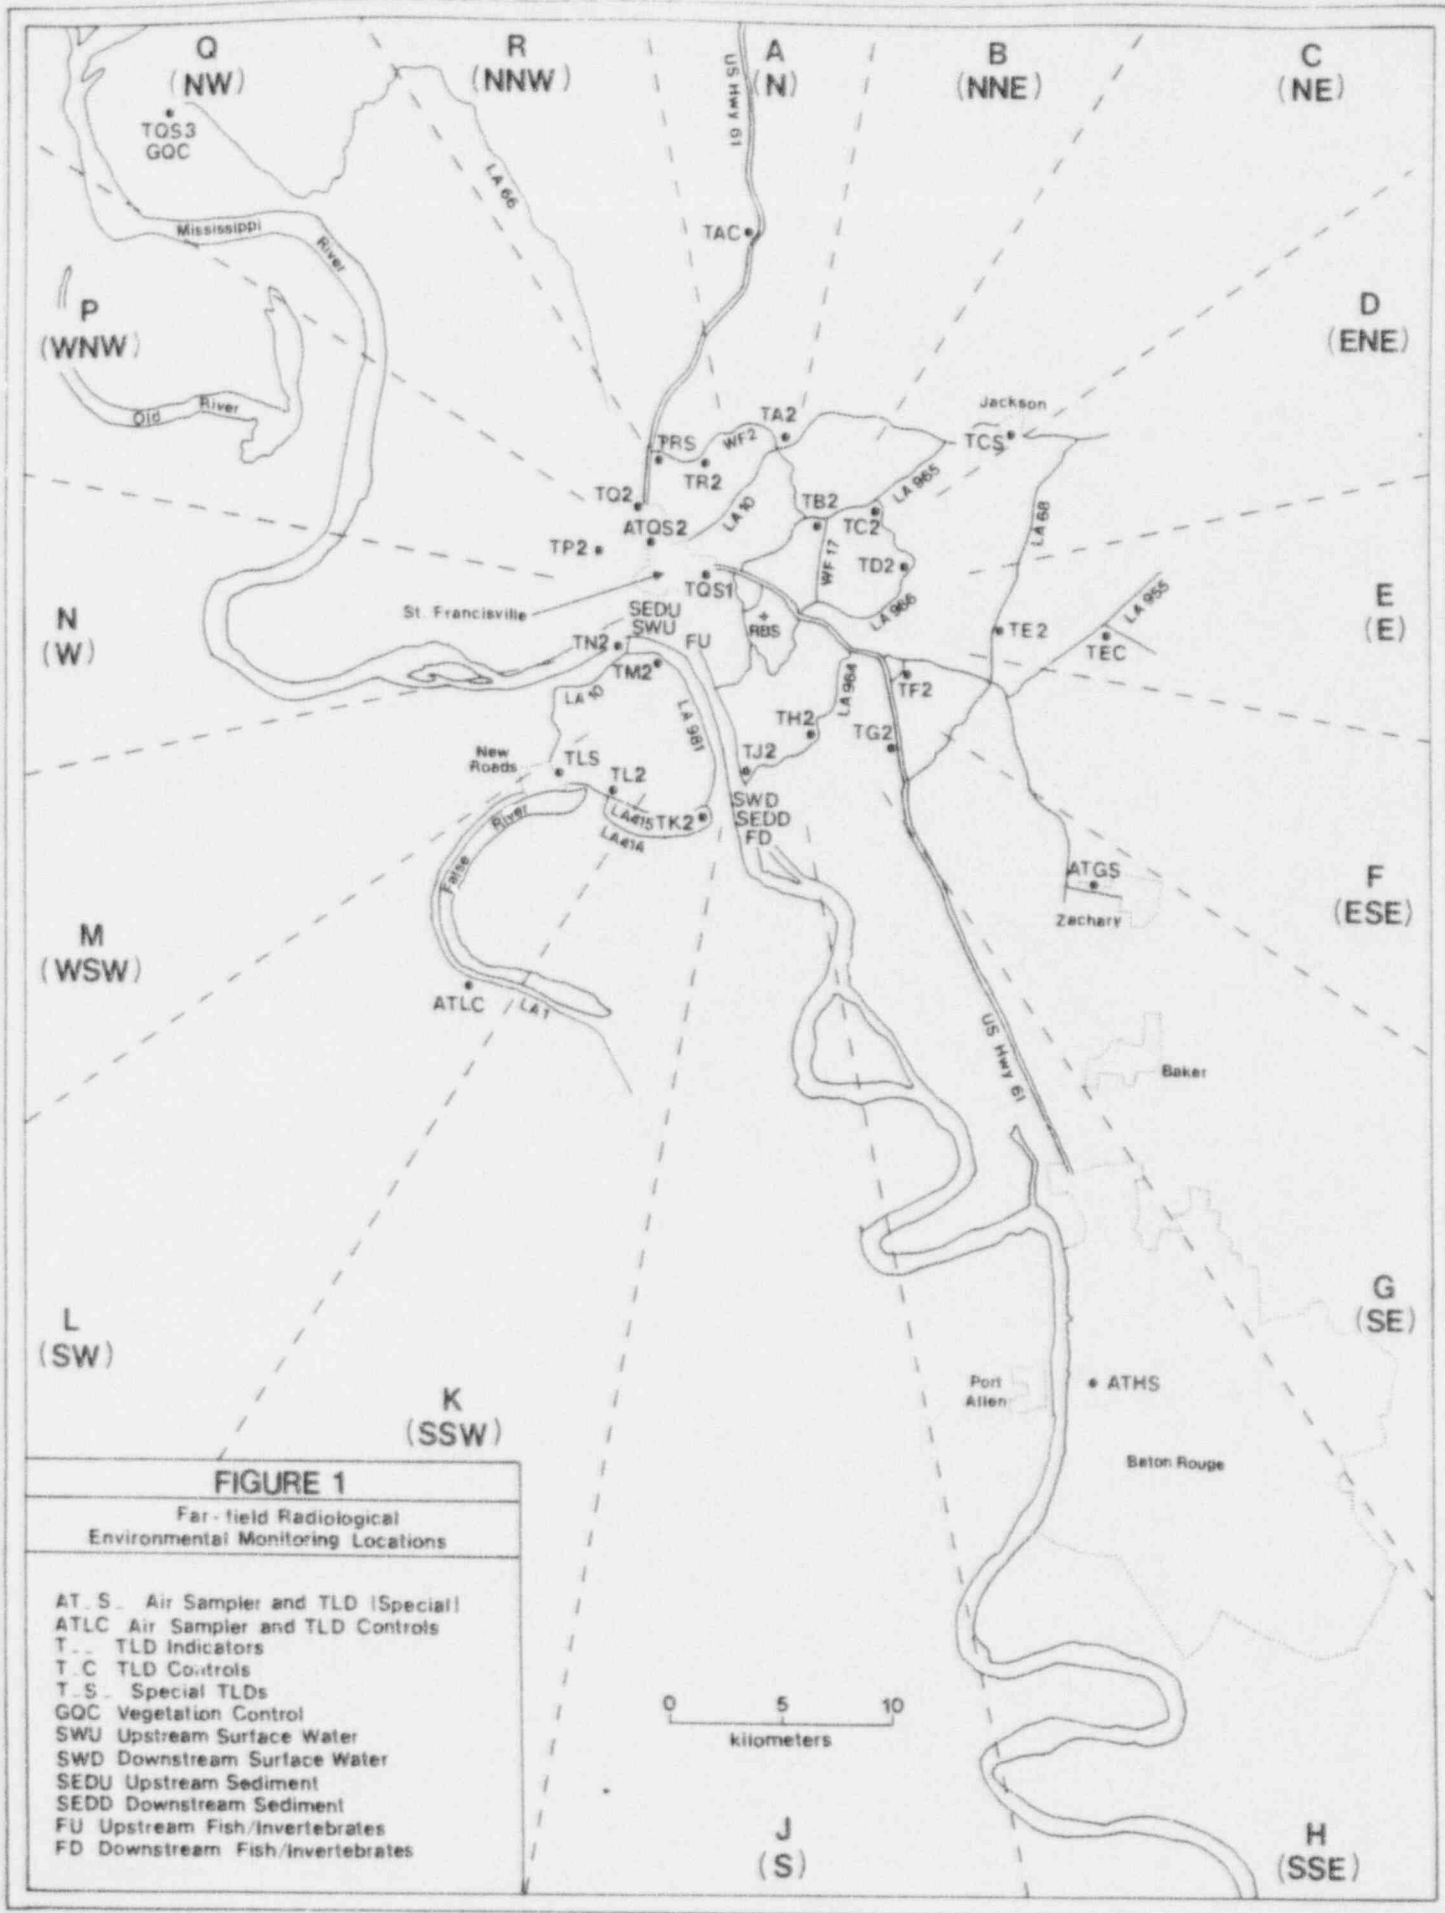 Q
(NW)
R
(NNW)
A
(N)
B
(NNE)
C
(NE)
US Hwy 61
TQS3
GQC
LA 66
Mississippi
River
TAC
P
(WNW)
D
(ENE)
Old
River
Jackson
TA2
TCS
WF2
TRS
TR2
LA 965
TQ2
LA 10
TB2
TC2
LA 68
ATQS2
TP2
WF 17
TD2
TQS1
LA 955
St. Francisville
LA 966
N
(W)
E
(E)
SEDU
SWU
RBS
TN2
FU
TE2
TEC
TM2
TF2
LA 10
LA 964
LA 981
TH2
TG2
New
Roads
TLS
TJ2
TL2
SWD
SEDD
FD
LA415
TK2
LA414
River
False
ATGS
Zachary
F
(ESE)
M
(WSW)
ATLC
LA 1
US Hwy 61
Baker
L
(SW)
G
(SE)
K
(SSW)
Port
Allen
ATHS
Baton Rouge
FIGURE 1
Far-field Radiological
Environmental Monitoring Locations
AT_S_ Air Sampler and TLD (Special)
ATLC Air Sampler and TLD Controls
T__ TLD Indicators
T_C TLD Controls
T_S_ Special TLDs
GQC Vegetation Control
SWU Upstream Surface Water
SWD Downstream Surface Water
SEDU Upstream Sediment
SEDD Downstream Sediment
FU Upstream Fish/Invertebrates
FD Downstream Fish/Invertebrates
0 5 10
kilometers
J
(S)
H
(SSE)